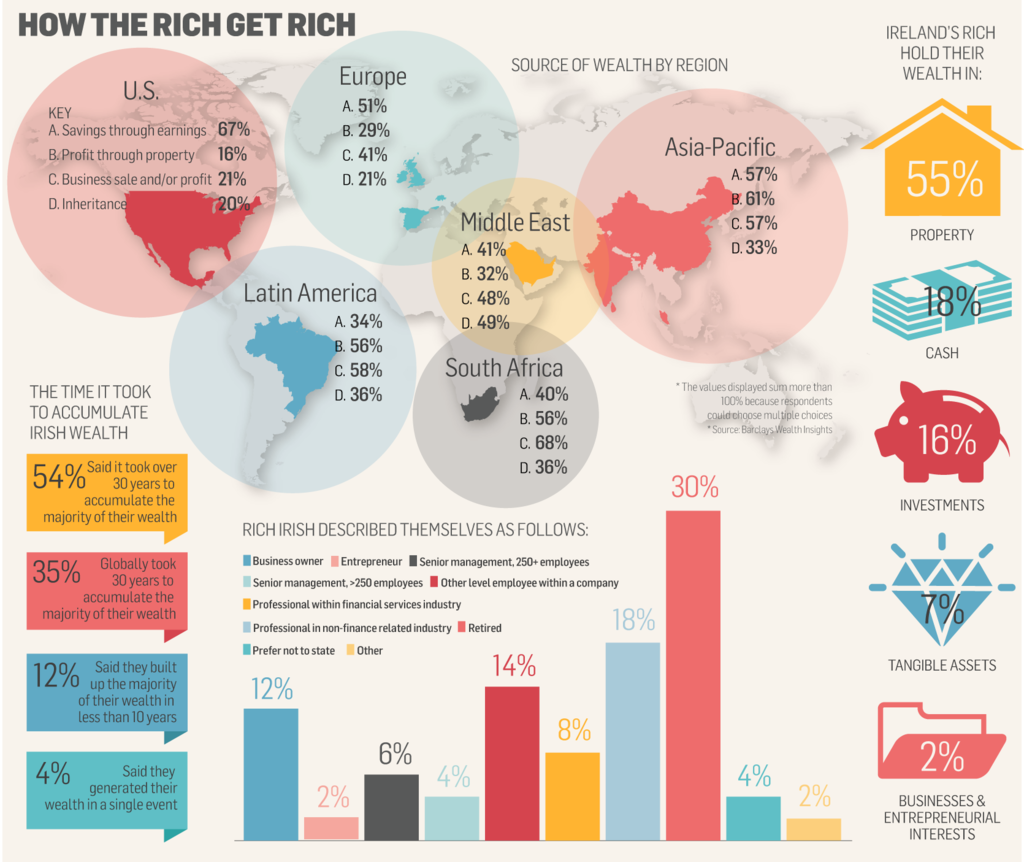 HOW THE RICH GET RICH
SOURCE OF WEALTH BY REGION
U.S.
KEY
A. Savings through earnings 67%
B. Profit through property 16%
C. Business sale and/or profit 21%
D. Inheritance 20%
Europe
A. 51%
B. 29%
C. 41%
D. 21%
Asia-Pacific
A. 57%
B. 61%
C. 57%
D. 33%
Middle East
A. 41%
B. 32%
C. 48%
D. 49%
Latin America
A. 34%
B. 56%
C. 58%
D. 36%
South Africa
A. 40%
B. 56%
C. 68%
D. 36%
* The values displayed sum more than
100% because respondents
could choose multiple choices
* Source: Barclays Wealth Insights
IRELAND'S RICH
HOLD THEIR
WEALTH IN:
55%
PROPERTY
18%
CASH
16%
INVESTMENTS
7%
TANGIBLE ASSETS
2%
BUSINESSES &
ENTREPRENEURIAL
INTERESTS
THE TIME IT TOOK
TO ACCUMULATE
IRISH WEALTH
54% Said it took over
30 years to
accumulate the
majority of their wealth
35% Globally took
30 years to
accumulate the
majority of their wealth
12% Said they built
up the majority
of their wealth in
less than 10 years
4% Said they
generated their
wealth in a single event
RICH IRISH DESCRIBED THEMSELVES AS FOLLOWS:
Business owner Entrepreneur Senior management, 250+ employees
Senior management, >250 employees Other level employee within a company
Professional within financial services industry
Professional in non-finance related industry Retired
Prefer not to state Other
12%
2%
6%
4%
14%
8%
18%
30%
4%
2%